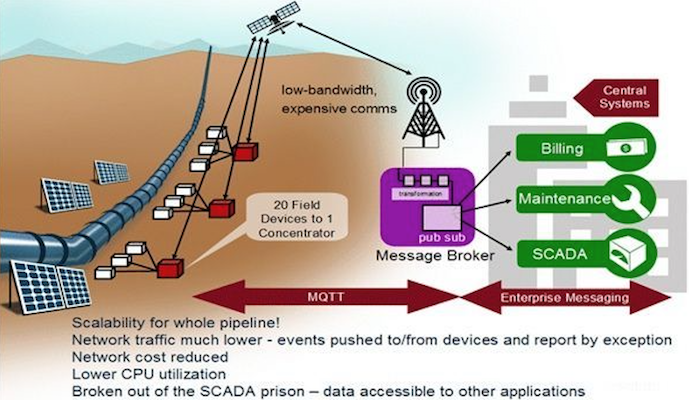 low-bandwidth,
expensive comms
Central
Systems
Billing
Maintenance
SCADA
transformation
pub sub
Message Broker
20 Field
Devices to 1
Concentrator
MQTT
Enterprise Messaging
Scalability for whole pipeline!
Network traffic much lower - events pushed to/from devices and report by exception
Network cost reduced
Lower CPU utilization
Broken out of the SCADA prison – data accessible to other applications